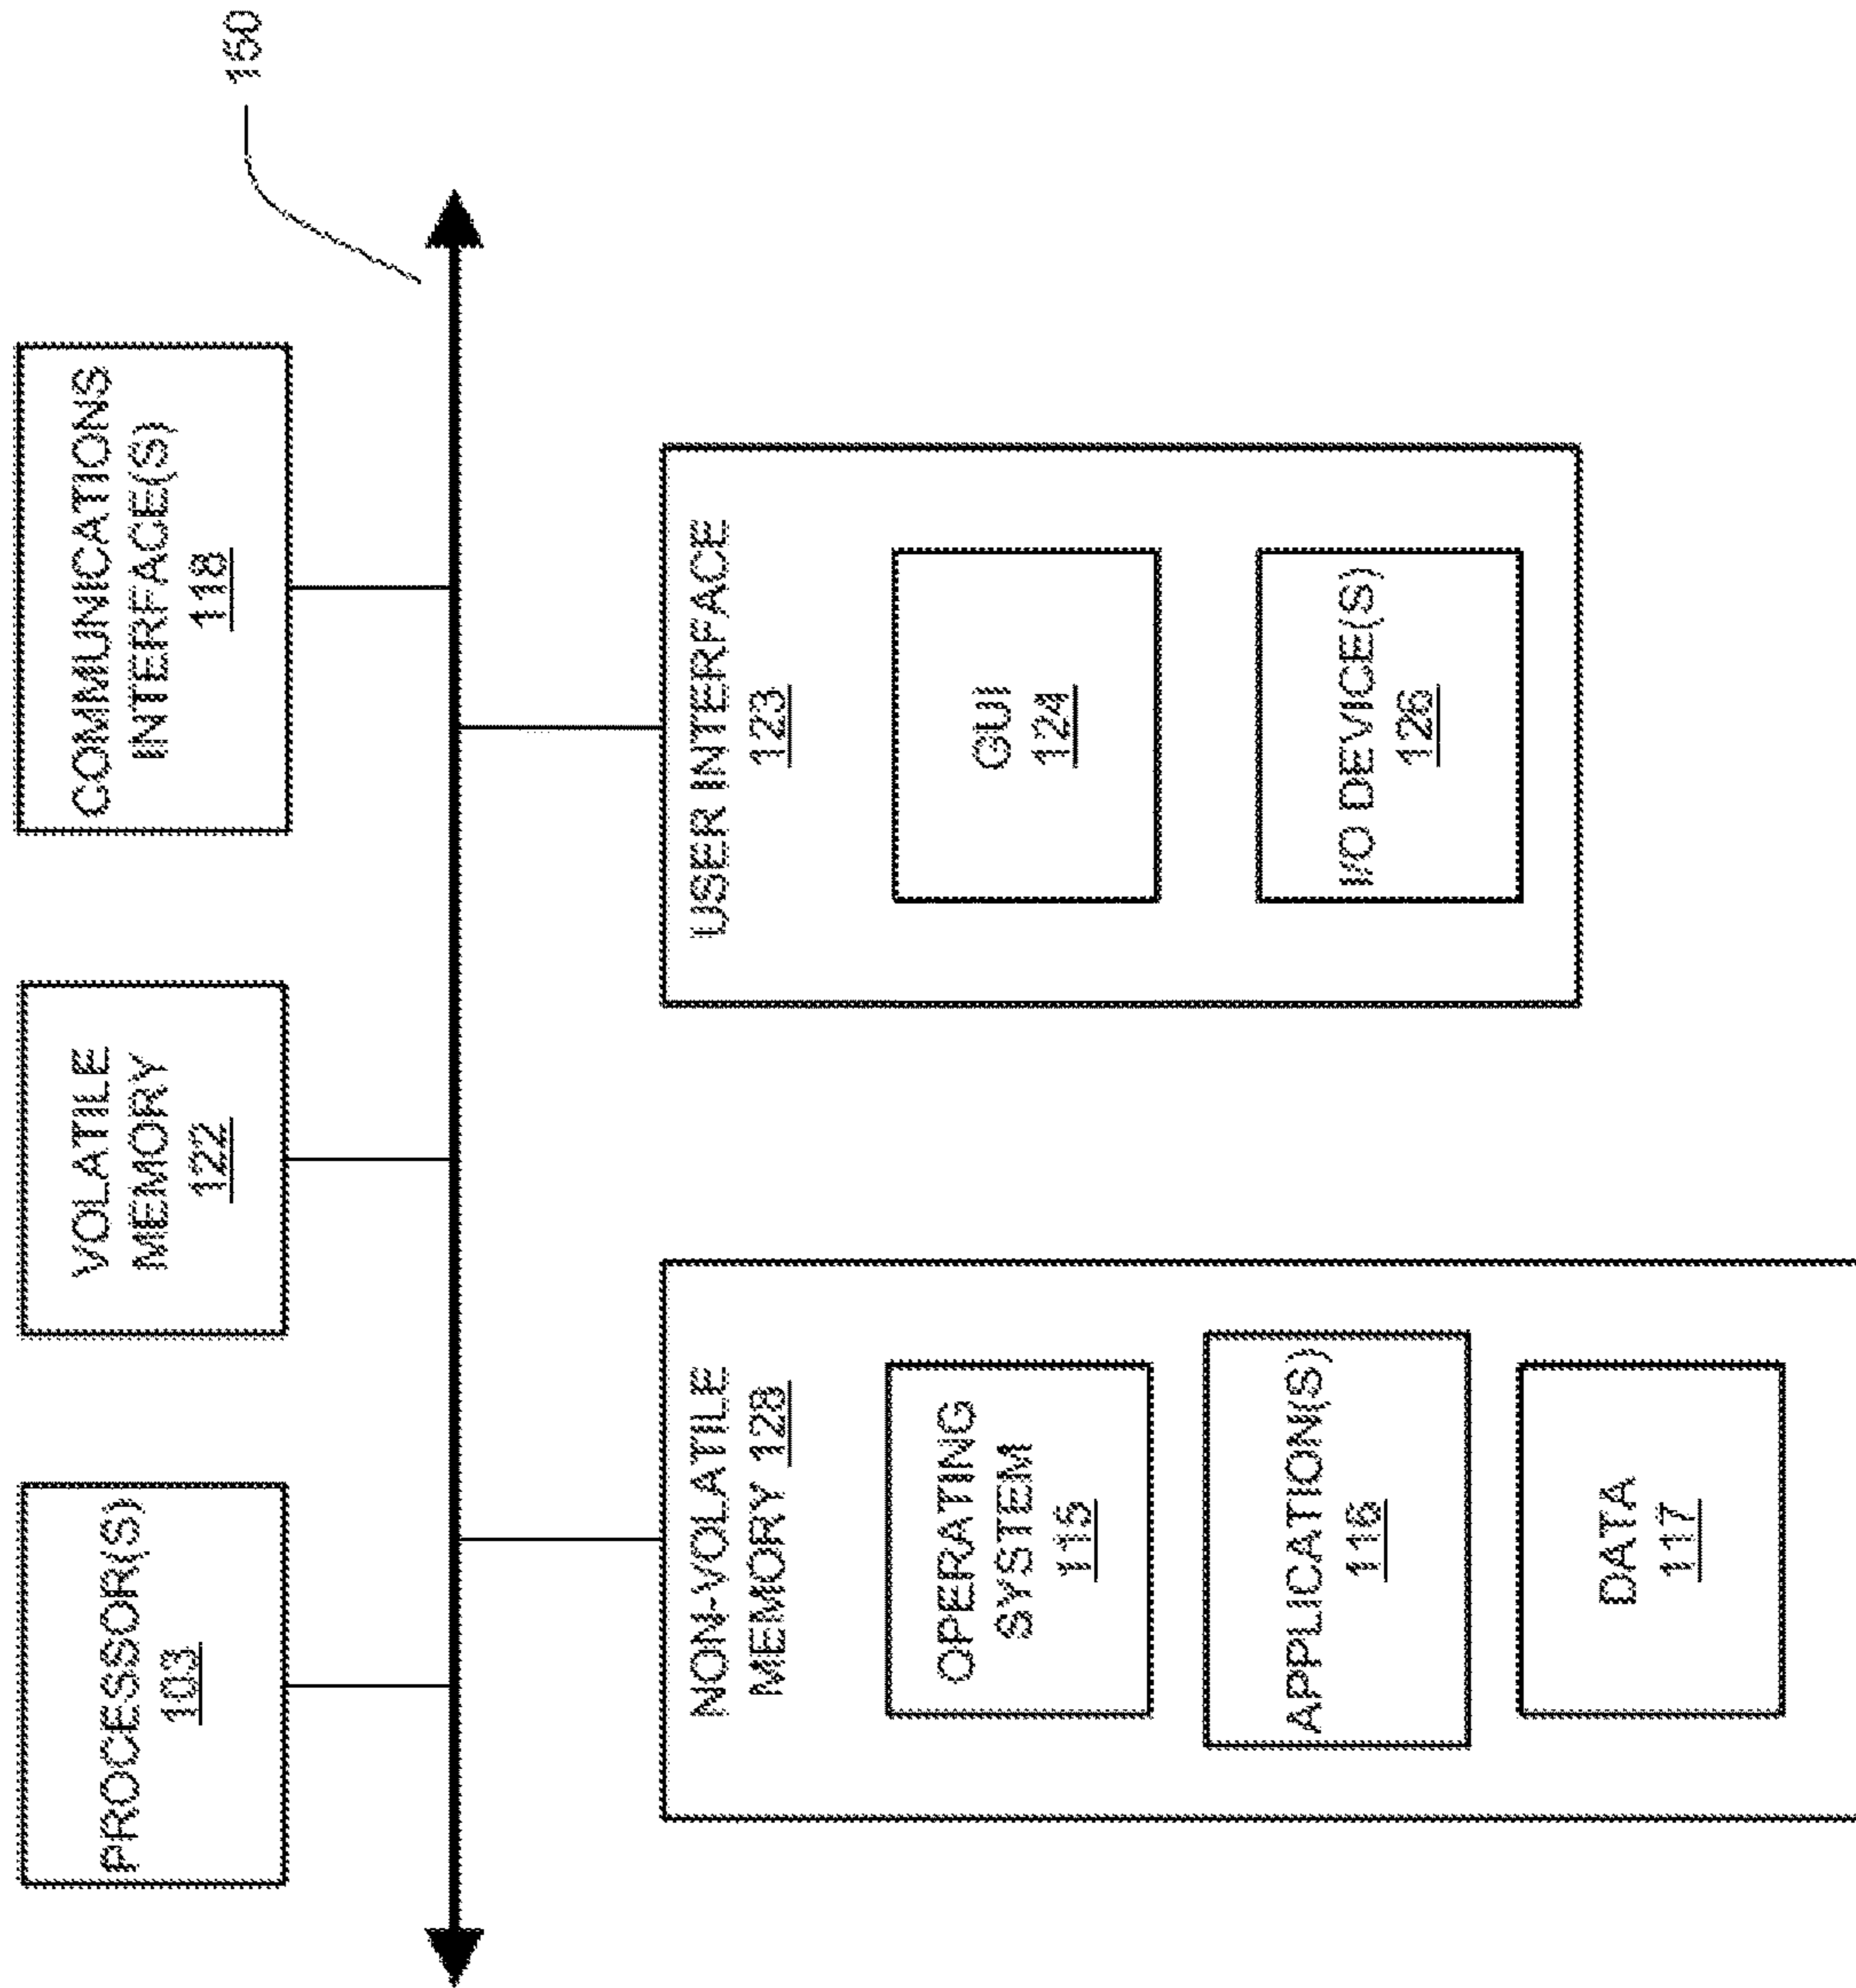 150
PROCESSOR(S)
103
VOLATILE
MEMORY
122
COMMUNICATIONS
INTERFACE(S)
118
NON-VOLATILE
MEMORY 128
OPERATING
SYSTEM
115
APPLICATION(S)
116
DATA
117
USER INTERFACE
123
GUI
124
I/O DEVICE(S)
126